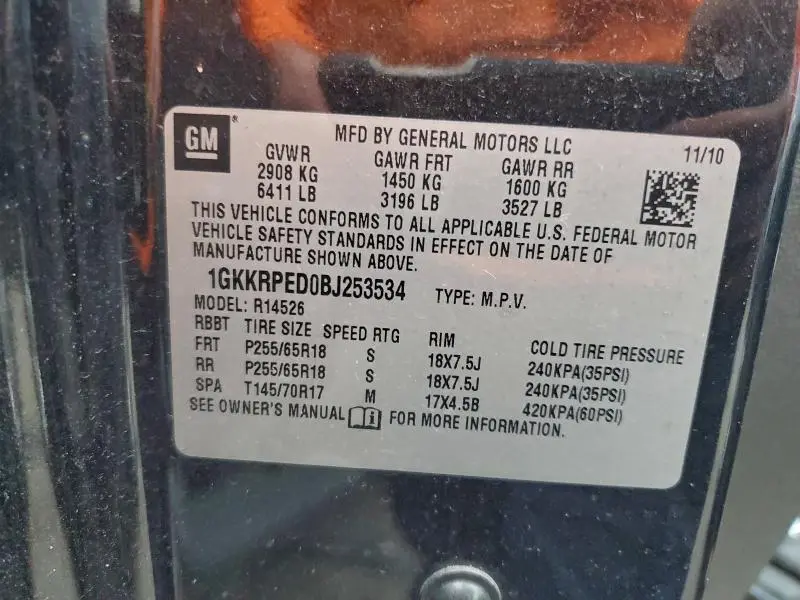 GM
MFD BY GENERAL MOTORS LLC 11/10
GVWR GAWR FRT GAWR RR
2908 KG 1450 KG 1600 KG
6411 LB 3196 LB 3527 LB
THIS VEHICLE CONFORMS TO ALL APPLICABLE U.S. FEDERAL MOTOR
VEHICLE SAFETY STANDARDS IN EFFECT ON THE DATE OF
MANUFACTURE SHOWN ABOVE.
1GKKRPED0BJ253534 TYPE: M.P.V.
MODEL: R14526
RBBT TIRE SIZE SPEED RTG RIM COLD TIRE PRESSURE
FRT P255/65R18 S 18X7.5J 240KPA(35PSI)
RR P255/65R18 S 18X7.5J 240KPA(35PSI)
SPA T145/70R17 M 17X4.5B 420KPA(60PSI)
SEE OWNER'S MANUAL FOR MORE INFORMATION.